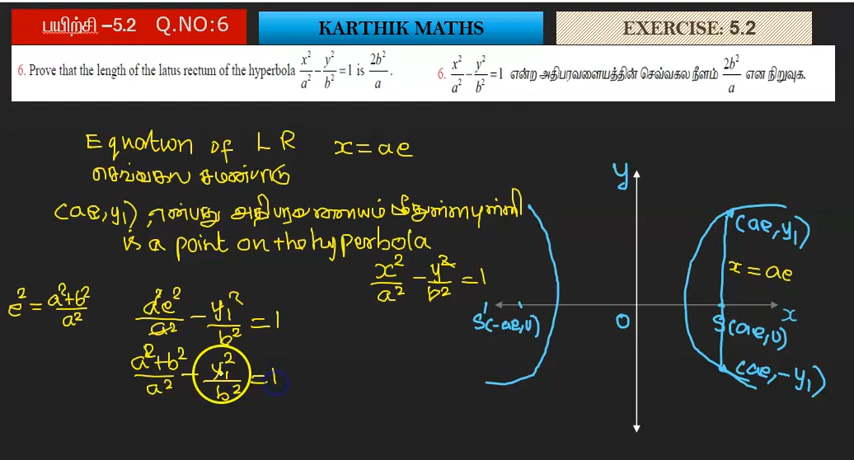 பயிற்சி –5.2 Q.NO:6
KARTHIK MATHS
EXERCISE: 5.2
6. Prove that the length of the latus rectum of the hyperbola x²/a² − y²/b² = 1 is 2b²/a.
6. x²/a² − y²/b² = 1 என்ற அதிபரவளையத்தின் செவ்வகல நீளம் 2b²/a என நிறுவுக.
Equation of LR x = ae
செவ்வகல சமன்பாடு
(ae, y₁) என்பது அதிபரவளையம்
is a point on the hyperbola
x²/a² − y²/b² = 1
e² = (a²+b²)/a²
a²e²/a² − y₁²/b² = 1
(a²+b²)/a² − y₁²/b² = 1
y
(ae, y₁)
x = ae
x
S'(−ae, 0)
O
S(ae, 0)
(ae, −y₁)